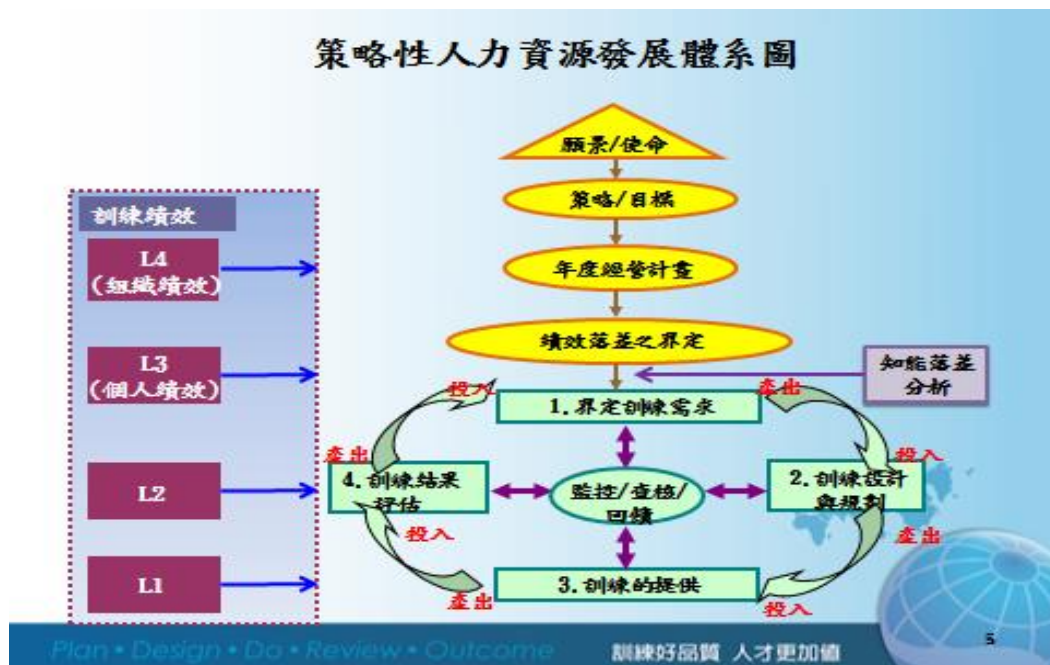 策略性人力資源發展體系圖
願景/使命
策略/目標
年度經營計畫
績效落差之界定
知能落差
分析
訓練績效
L4
(組織績效)
L3
(個人績效)
L2
L1
投入
產出
1.界定訓練需求
產出
投入
4.訓練結果
評估
監控/查核/
回饋
2.訓練設計
與規劃
投入
產出
3.訓練的提供
產出
投入
Plan • Design • Do • Review • Outcome
訓練好品質 人才更加值
5